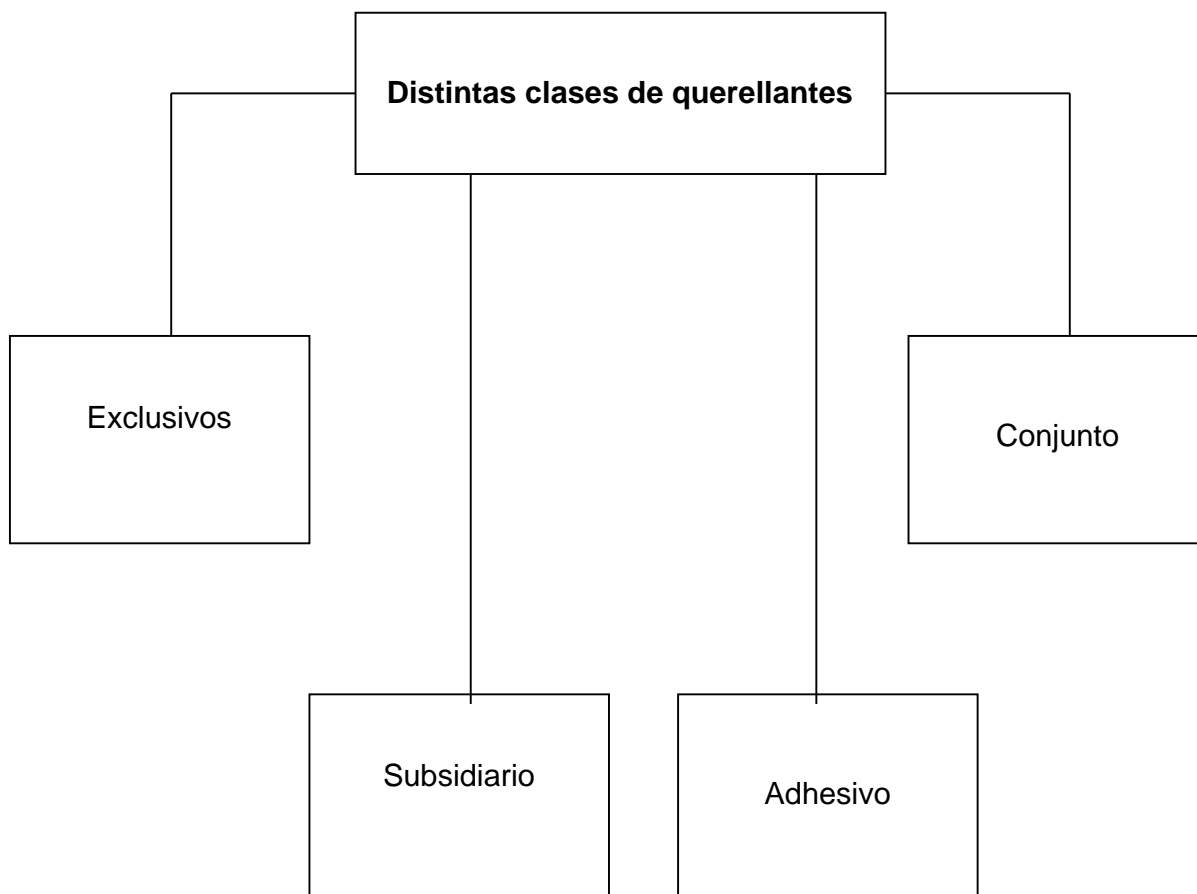 Distintas clases de querellantes
Exclusivos
Conjunto
Subsidiario
Adhesivo